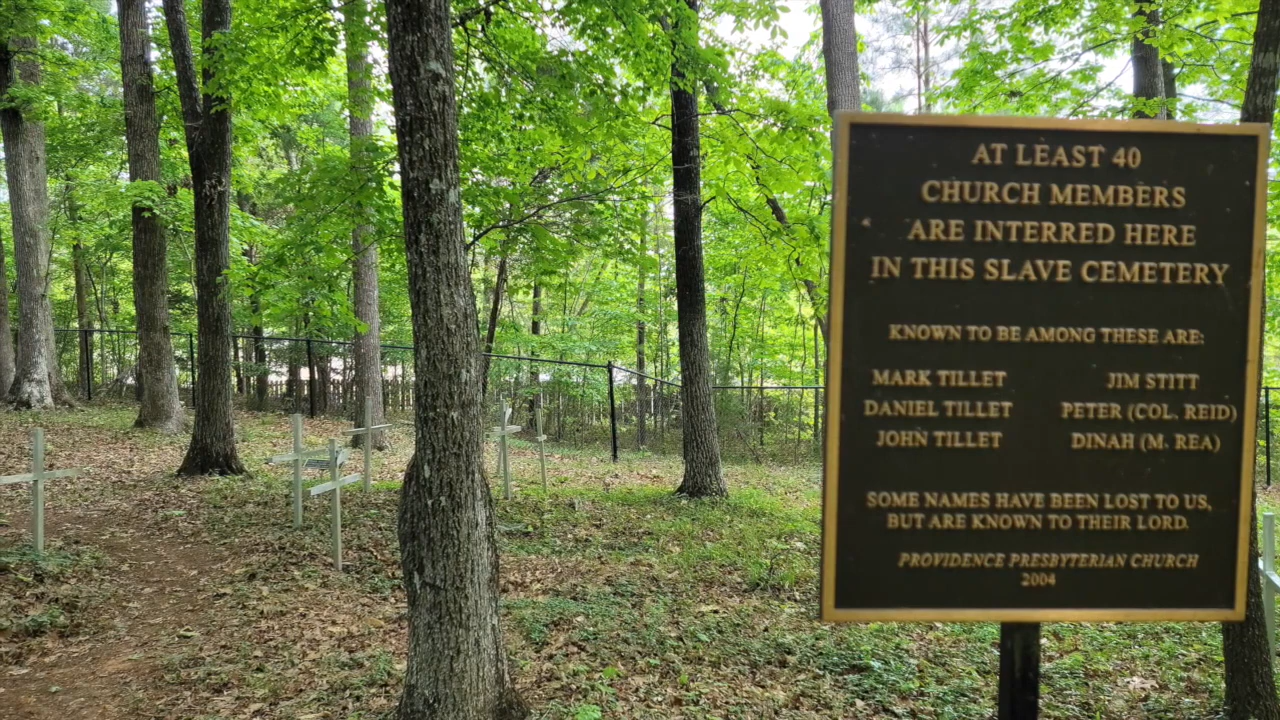 AT LEAST 40
CHURCH MEMBERS
ARE INTERRED HERE
IN THIS SLAVE CEMETERY
KNOWN TO BE AMONG THESE ARE:
MARK TILLET JIM STITT
DANIEL TILLET PETER (COL. REID)
JOHN TILLET DINAH (M. REA)
SOME NAMES HAVE BEEN LOST TO US,
BUT ARE KNOWN TO THEIR LORD.
PROVIDENCE PRESBYTERIAN CHURCH
2004